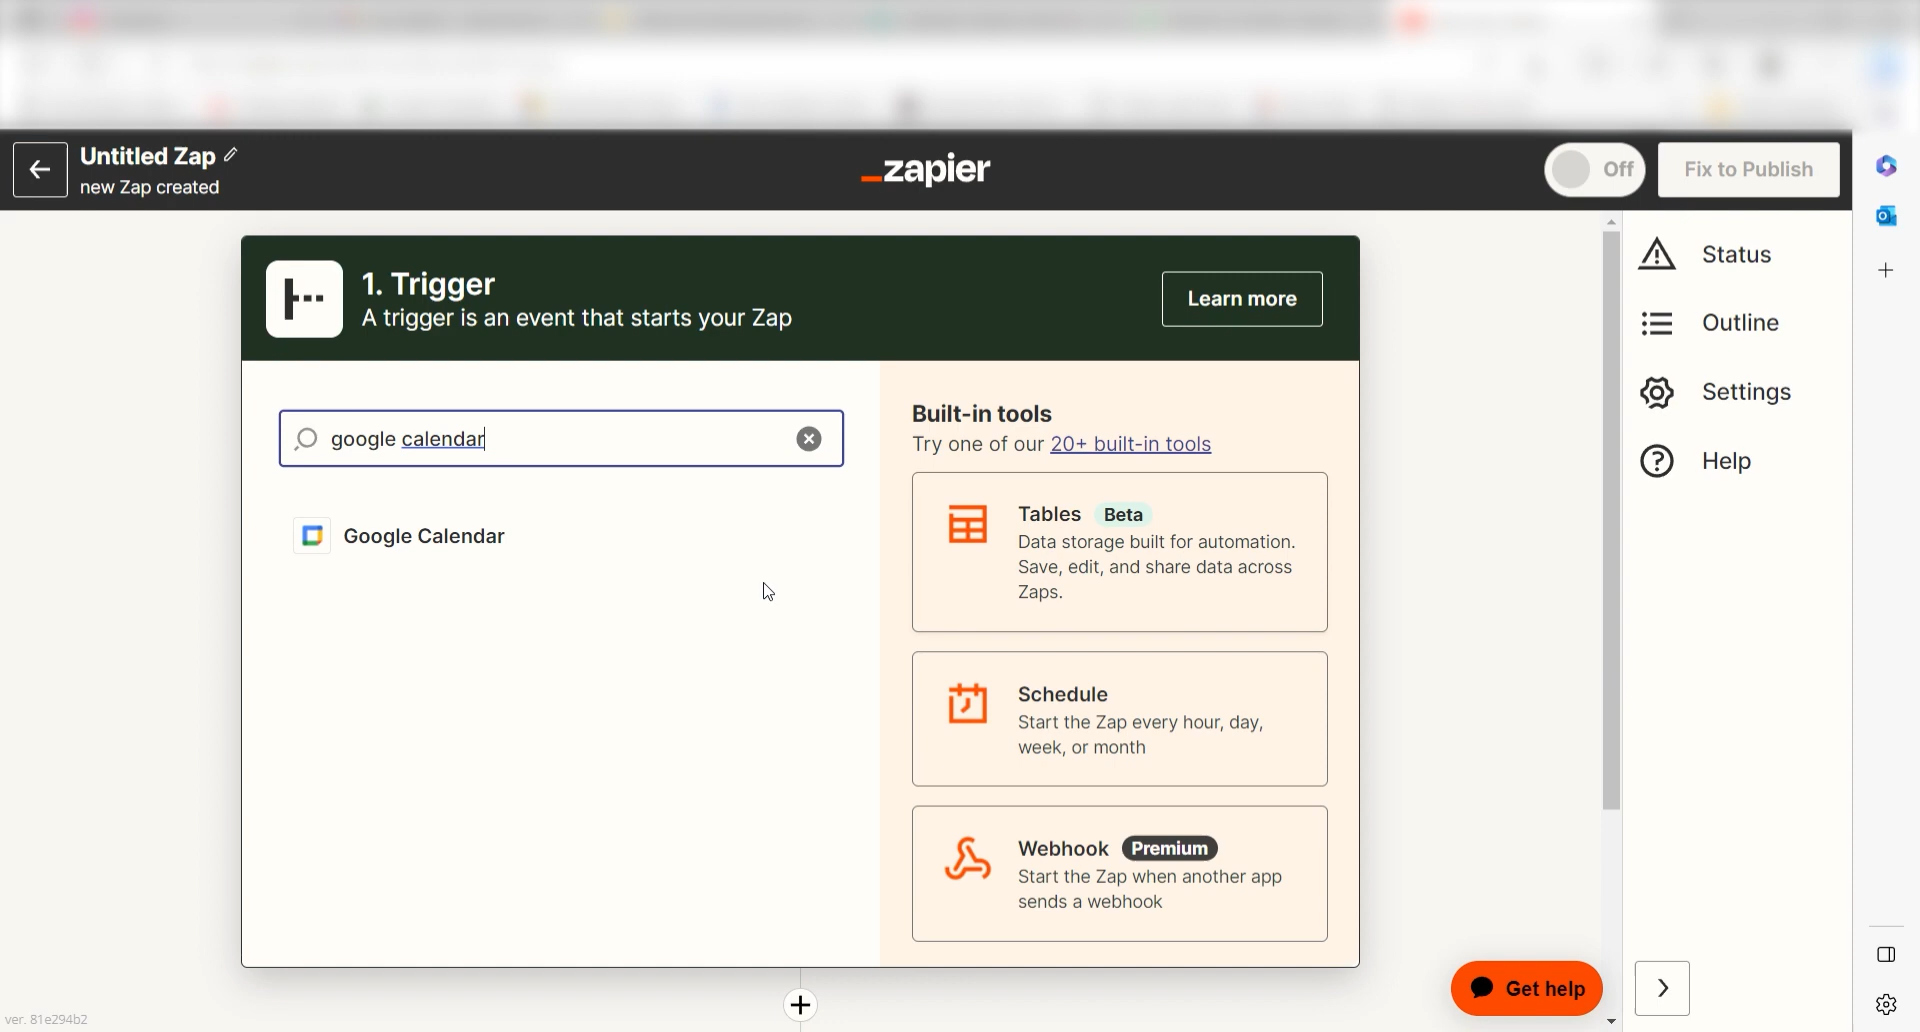 Untitled Zap
new Zap created
zapier
Off
Fix to Publish
1. Trigger
A trigger is an event that starts your Zap
Learn more
google calendar
Google Calendar
Built-in tools
Try one of our 20+ built-in tools
Tables Beta
Data storage built for automation.
Save, edit, and share data across
Zaps.
Schedule
Start the Zap every hour, day,
week, or month
Webhook Premium
Start the Zap when another app
sends a webhook
Status
Outline
Settings
Help
Get help
ver. 81e294b2